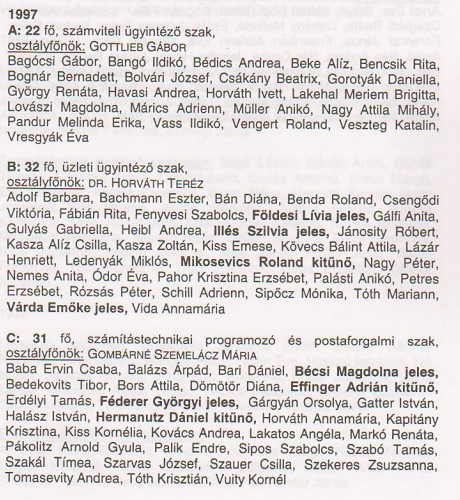 1997
A: 22 fő, számviteli ügyintéző szak,
osztályfőnök: GOTTLIEB GÁBOR
Bagócsi Gábor, Bangó Ildikó, Bédics Andrea, Beke Alíz, Bencsik Rita,
Bognár Bernadett, Bolvári József, Csákány Beatrix, Gorotyák Daniella,
György Renáta, Havasi Andrea, Horváth Ivett, Lakehal Meriem Brigitta,
Lovászi Magdolna, Márics Adrienn, Müller Anikó, Nagy Attila Mihály,
Pandur Melinda Erika, Vass Ildikó, Vengert Roland, Veszteg Katalin,
Vresgyák Éva
B: 32 fő, üzleti ügyintéző szak,
osztályfőnök: DR. HORVÁTH TERÉZ
Adolf Barbara, Bachmann Eszter, Bán Diána, Benda Roland, Csengődi
Viktória, Fábián Rita, Fenyvesi Szabolcs, Földesi Lívia jeles, Gálfi Anita,
Gulyás Gabriella, Heibl Andrea, Illés Szilvia jeles, Jánosity Róbert,
Kasza Alíz Csilla, Kasza Zoltán, Kiss Emese, Kövecs Bálint Attila, Lázár
Henriett, Ledenyák Miklós, Mikosevics Roland kitűnő, Nagy Péter,
Nemes Anita, Ódor Éva, Pahor Krisztina Erzsébet, Palásti Anikó, Petres
Erzsébet, Rózsás Péter, Schill Adrienn, Sipőcz Mónika, Tóth Mariann,
Várda Emőke jeles, Vida Annamária
C: 31 fő, számítástechnikai programozó és postaforgalmi szak,
osztályfőnök: GOMBÁRNÉ SZEMELÁCZ MÁRIA
Baba Ervin Csaba, Balázs Árpád, Bari Dániel, Bécsi Magdolna jeles,
Bedekovits Tibor, Bors Attila, Dömötör Diána, Effinger Adrián kitűnő,
Erdélyi Tamás, Féderer Györgyi jeles, Gárgyán Orsolya, Gatter István,
Halász István, Hermanutz Dániel kitűnő, Horváth Annamária, Kapitány
Krisztina, Kiss Kornélia, Kovács Andrea, Lakatos Angéla, Markó Renáta,
Pákolitz Arnold Gyula, Palik Endre, Sipos Szabolcs, Szabó Tamás,
Szakál Tímea, Szarvas József, Szauer Csilla, Szekeres Zsuzsanna,
Tomasevity Andrea, Tóth Krisztián, Vuity Kornél